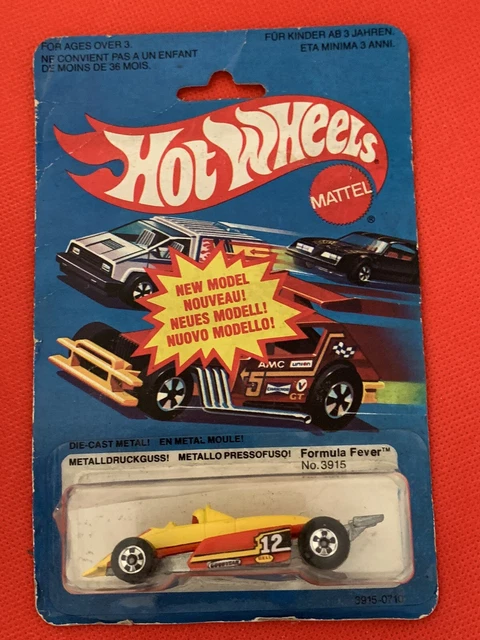 FOR AGES OVER 3.
NE CONVIENT PAS A UN ENFANT
DE MOINS DE 36 MOIS.
FÜR KINDER AB 3 JAHREN.
ETA MINIMA 3 ANNI.
HOT WHEELS
MATTEL
®
NEW MODEL
NOUVEAU!
NEUES MODELL!
NUOVO MODELLO!
AMC
5
GT
DIE-CAST METAL! EN METAL MOULE!
METALLDRUCKGUSS! METALLO PRESSOFUSO!
Formula Fever™
No.3915
12